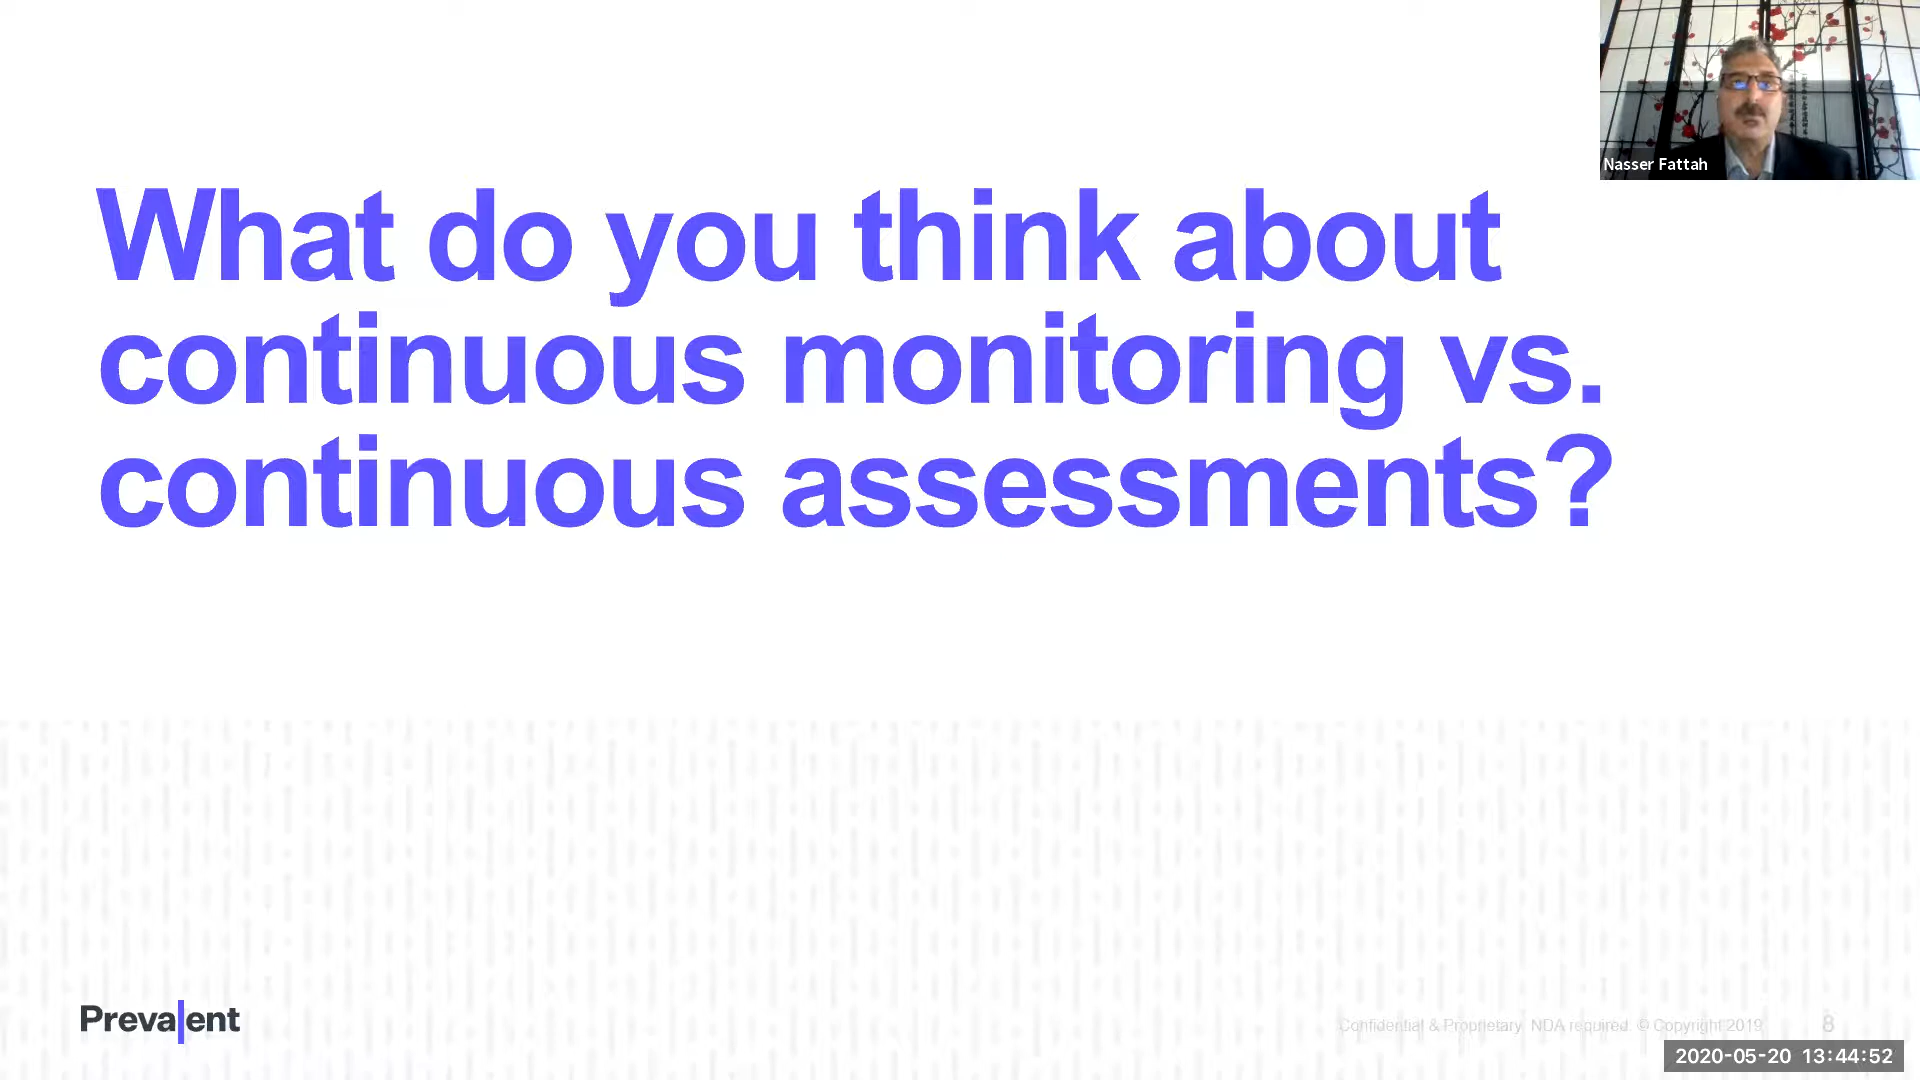 Nasser Fattah
What do you think about
continuous monitoring vs.
continuous assessments?
Prevalent
Confidential & Proprietary. NDA required. © Copyright 2019
8
2020-05-20 13:44:52